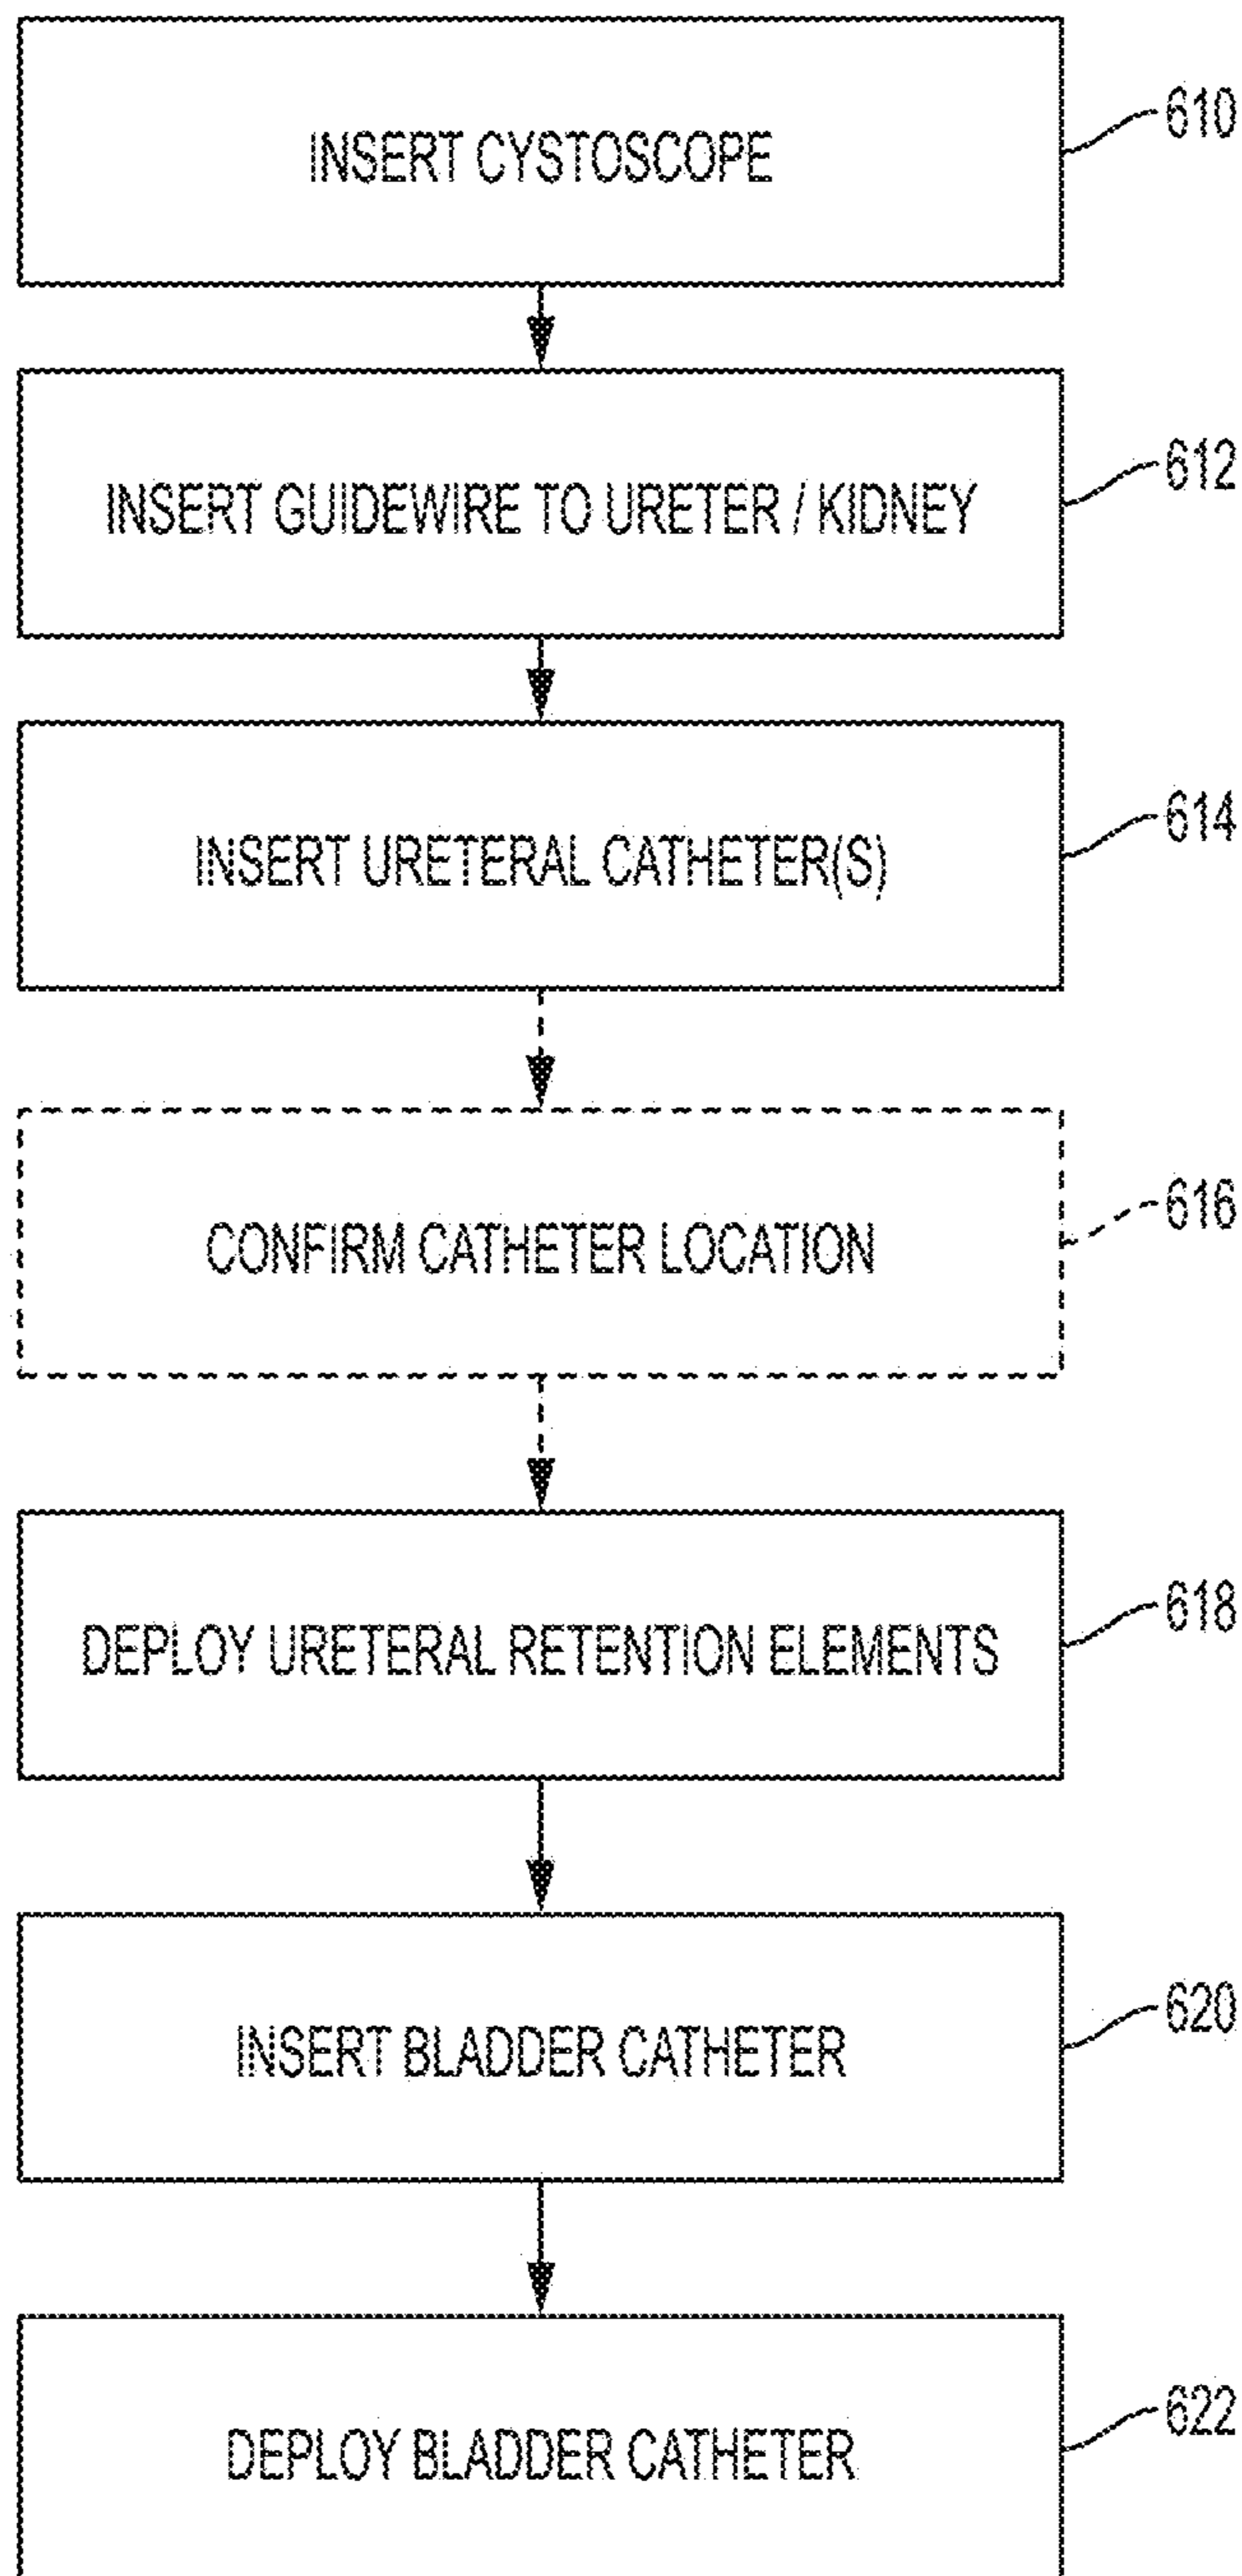 INSERT CYSTOSCOPE
610
INSERT GUIDEWIRE TO URETER / KIDNEY
612
INSERT URETERAL CATHETER(S)
614
CONFIRM CATHETER LOCATION
616
DEPLOY URETERAL RETENTION ELEMENTS
618
INSERT BLADDER CATHETER
620
DEPLOY BLADDER CATHETER
622